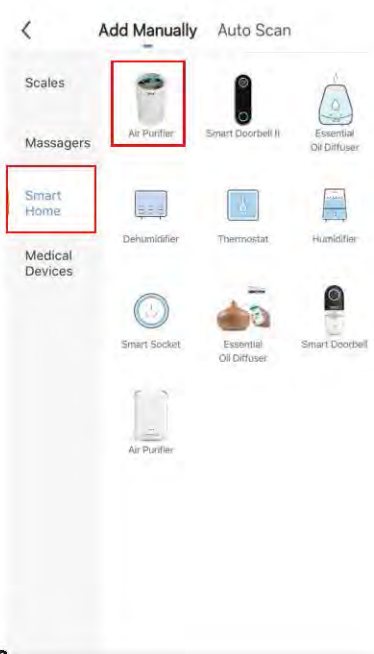 Add Manually Auto Scan
Scales
Massagers
Smart
Home
Medical
Devices
Air Purifier
Smart Doorbell II
Essential
Oil Diffuser
Dehumidifier
Thermostat
Humidifier
Smart Socket
Essential
Oil Diffuser
Smart Doorbell
Air Purifier